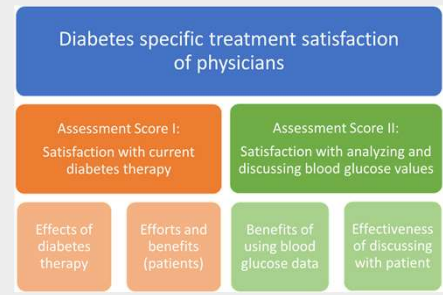 Diabetes specific treatment satisfaction
of physicians
Assessment Score I:
Satisfaction with current
diabetes therapy
Assessment Score II:
Satisfaction with analyzing and
discussing blood glucose values
Effects of
diabetes
therapy
Efforts and
benefits
(patients)
Benefits of
using blood
glucose data
Effectiveness
of discussing
with patient